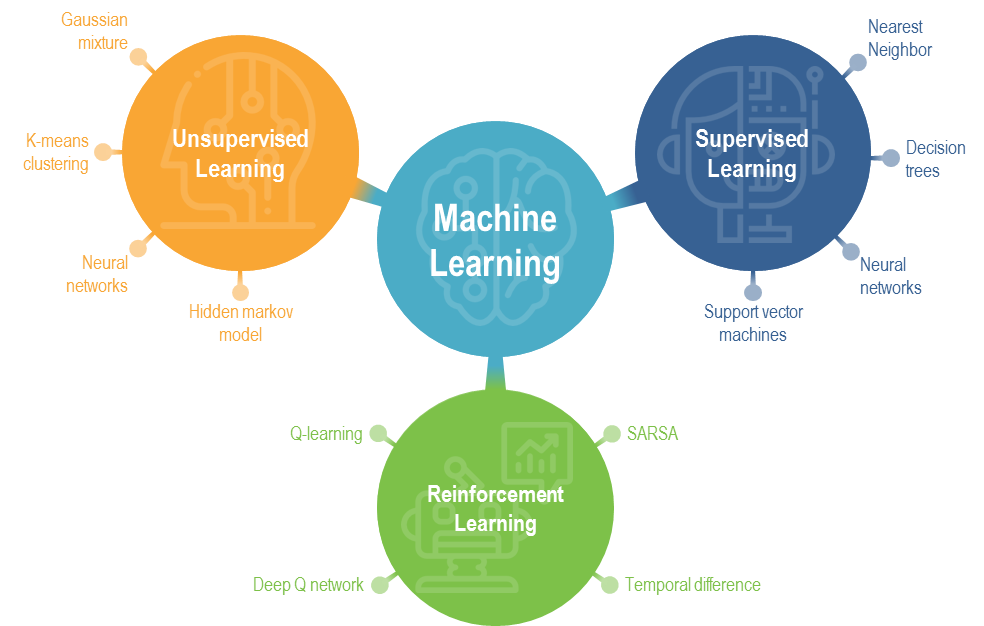 Gaussian
mixture
K-means
clustering
Neural
networks
Hidden markov
model
Unsupervised
Learning
Machine
Learning
Supervised
Learning
Nearest
Neighbor
Decision
trees
Neural
networks
Support vector
machines
Q-learning
SARSA
Reinforcement
Learning
Deep Q network
Temporal difference